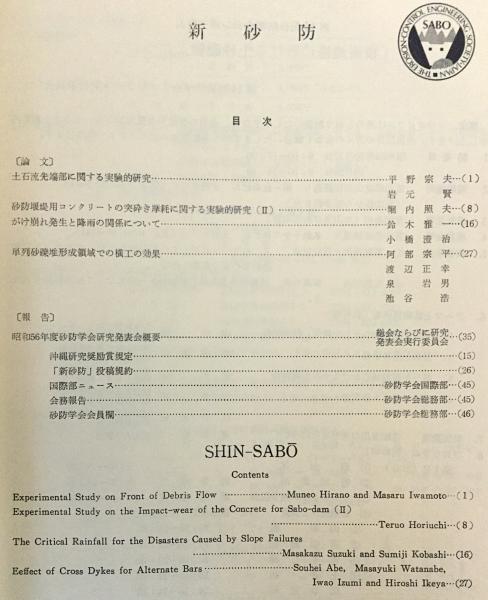 新砂防
THE EROSION-CONTROL ENGINEERING SOCIETY, JAPAN
SABO
目次
〔論文〕
土石流先端部に関する実験的研究……平野宗夫…(1)
岩元賢
砂防堰堤用コンクリートの突砕き摩耗に関する実験的研究(II)……堀内照夫…(8)
がけ崩れ発生と降雨の関係について……鈴木雅一…(16)
小橋澄治
単列砂礫堆形成領域での横工の効果……阿部宗平…(27)
渡辺正幸
泉岩男
池谷浩
〔報告〕
昭和56年度砂防学会研究発表会概要……総会ならびに研究発表会実行委員会…(35)
沖縄研究奨励賞規定……(15)
「新砂防」投稿規約……(26)
国際部ニュース……砂防学会国際部…(45)
会務報告……砂防学会総務部…(45)
砂防学会会員欄……砂防学会総務部…(46)
SHIN-SABŌ
Contents
Experimental Study on Front of Debris Flow ……Muneo Hirano and Masaru Iwamoto…(1)
Experimental Study on the Impact-wear of the Concrete for Sabo-dam (II)
……Teruo Horiuchi…(8)
The Critical Rainfall for the Disasters Caused by Slope Failures
……Masakazu Suzuki and Sumiji Kobashi…(16)
Eeffect of Cross Dykes for Alternate Bars……Souhei Abe, Masayuki Watanabe,
Iwao Izumi and Hiroshi Ikeya…(27)